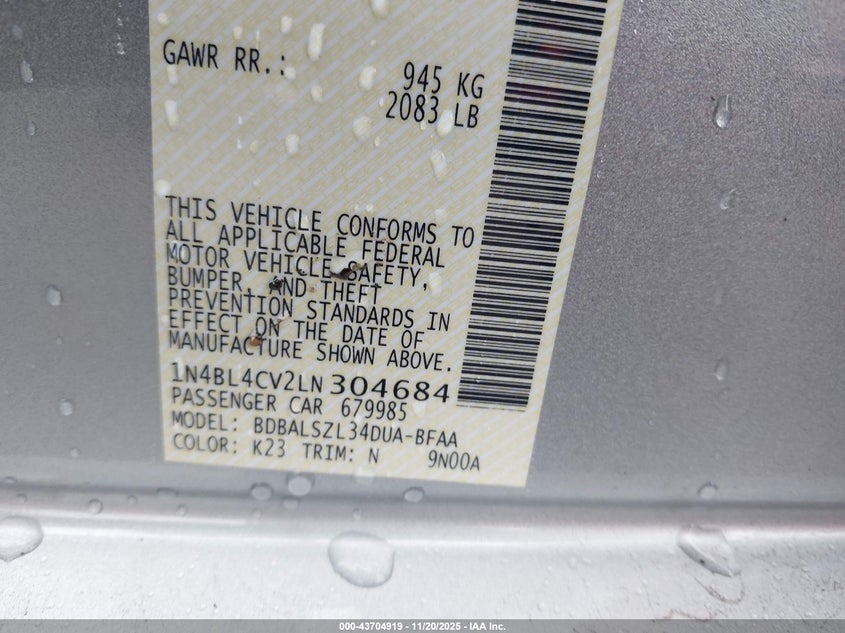 GAWR RR.: 945 KG
2083 LB
THIS VEHICLE CONFORMS TO
ALL APPLICABLE FEDERAL
MOTOR VEHICLE SAFETY,
BUMPER, AND THEFT
PREVENTION STANDARDS IN
EFFECT ON THE DATE OF
MANUFACTURE SHOWN ABOVE.
1N4BL4CV2LN304684
PASSENGER CAR 679985
MODEL: BDBALSZL34DUA-BFAA
COLOR: K23 TRIM: N 9N00A
000-43704919 - 11/20/2025 - IAA Inc.